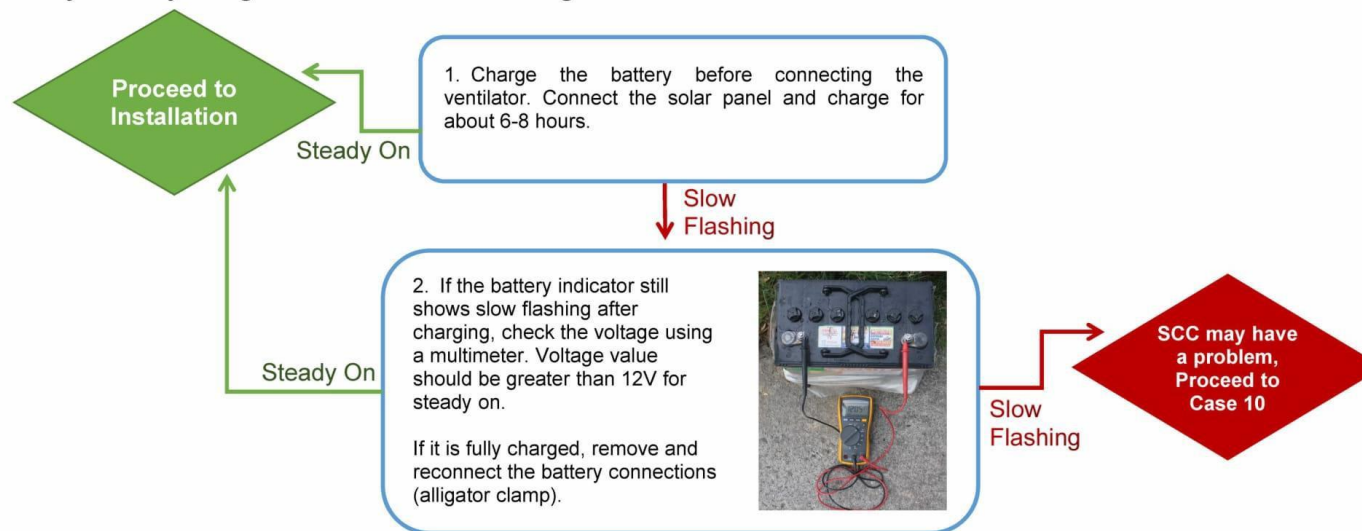 Proceed to
Installation
1. Charge the battery before connecting the
ventilator. Connect the solar panel and charge for
about 6-8 hours.
Steady On
Slow
Flashing
2. If the battery indicator still
shows slow flashing after
charging, check the voltage using
a multimeter. Voltage value
should be greater than 12V for
steady on.
If it is fully charged, remove and
reconnect the battery connections
(alligator clamp).
Steady On
Slow
Flashing
SCC may have
a problem,
Proceed to
Case 10